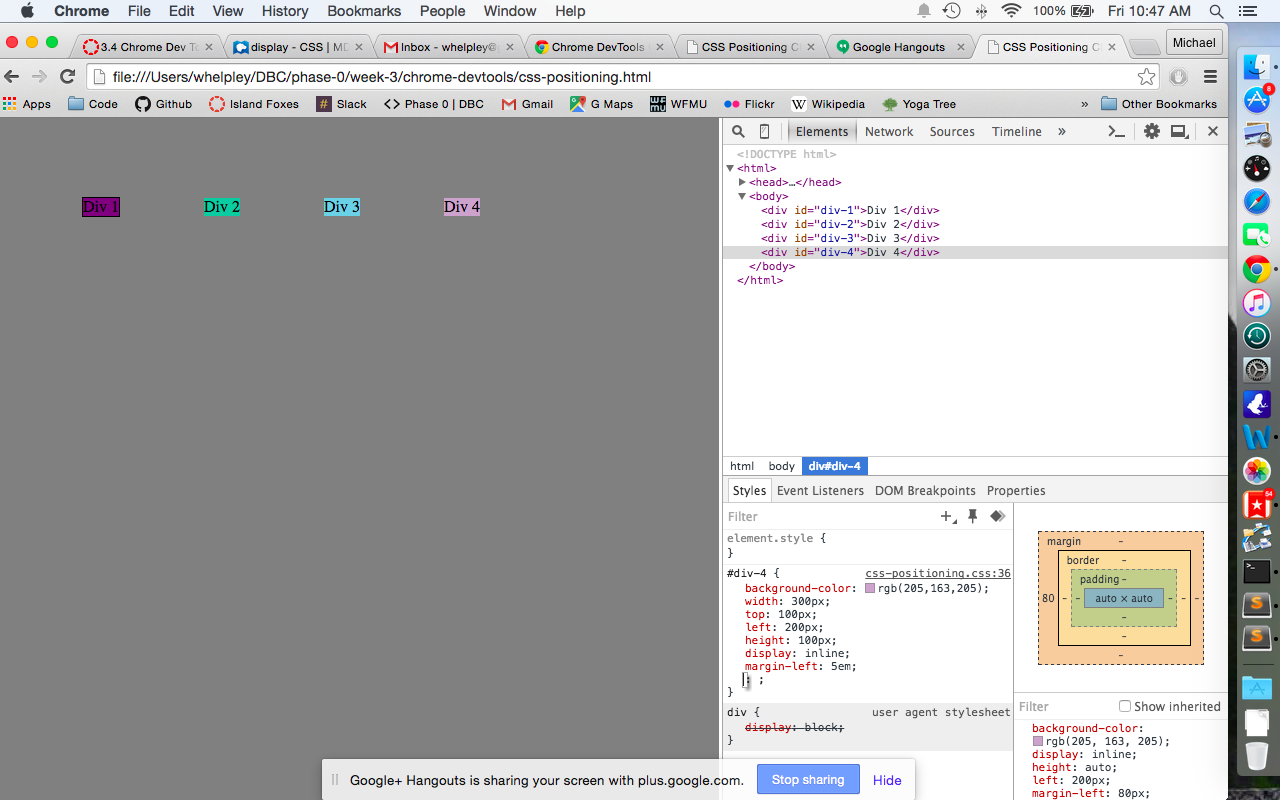 Chrome File Edit View History Bookmarks People Window Help 100% Fri 10:47 AM
3.4 Chrome Dev To display - CSS | MD Inbox - whelpley@g Chrome DevTools CSS Positioning C Google Hangouts CSS Positioning C Michael
file:///Users/whelpley/DBC/phase-0/week-3/chrome-devtools/css-positioning.html
Apps Code Github Island Foxes # Slack <> Phase 0 | DBC Gmail G Maps WFMU Flickr W Wikipedia Yoga Tree » Other Bookmarks
Div 1 Div 2 Div 3 Div 4
Elements Network Sources Timeline »
<!DOCTYPE html>
<html>
<head>…</head>
<body>
<div id="div-1">Div 1</div>
<div id="div-2">Div 2</div>
<div id="div-3">Div 3</div>
<div id="div-4">Div 4</div>
</body>
</html>
html body div#div-4
Styles Event Listeners DOM Breakpoints Properties
Filter
element.style {
}
#div-4 { css-positioning.css:36
background-color: rgb(205,163,205);
width: 300px;
top: 100px;
left: 200px;
height: 100px;
display: inline;
margin-left: 5em;
: ;
}
div { user agent stylesheet
display: block;
}
margin -
border -
padding -
80 - - auto × auto - - -
-
-
-
Filter Show inherited
background-color:
rgb(205, 163, 205);
display: inline;
height: auto;
left: 200px;
margin-left: 80px;
Google+ Hangouts is sharing your screen with plus.google.com. Stop sharing Hide
8
54